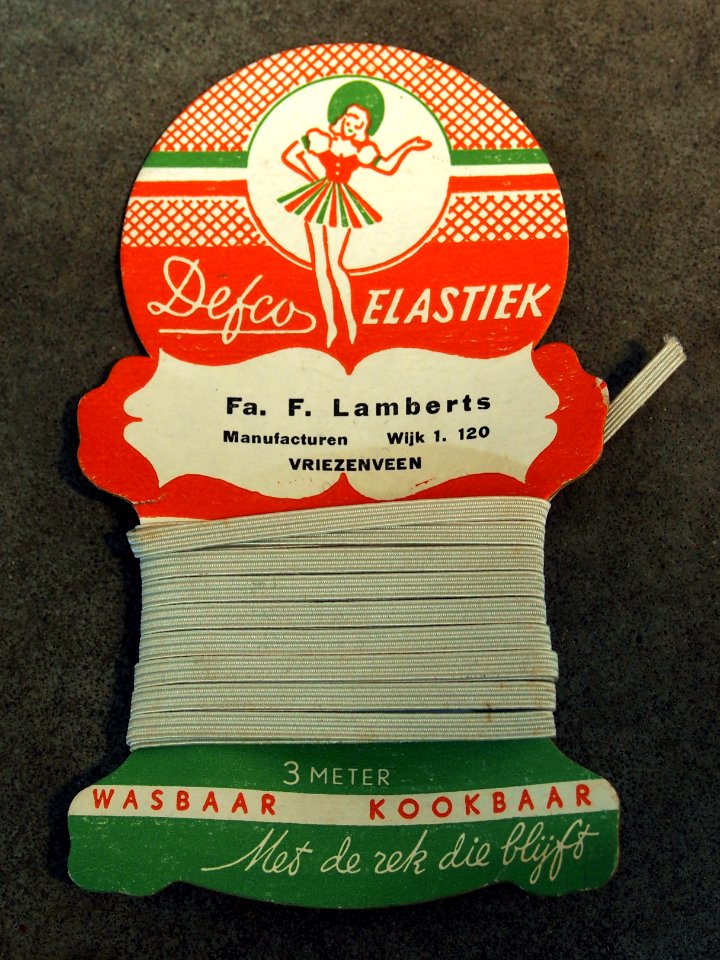 Defco ELASTIEK
Fa. F. Lamberts
Manufacturen Wijk 1. 120
VRIEZENVEEN
3 METER
WASBAAR KOOKBAAR
Met de rek die blijft